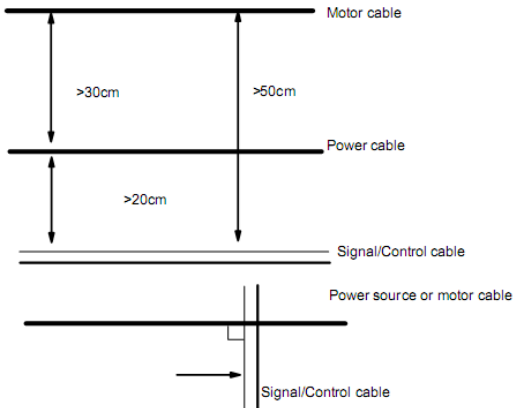 Motor cable
>30cm
>50cm
Power cable
>20cm
Signal/Control cable
Power source or motor cable
Signal/Control cable